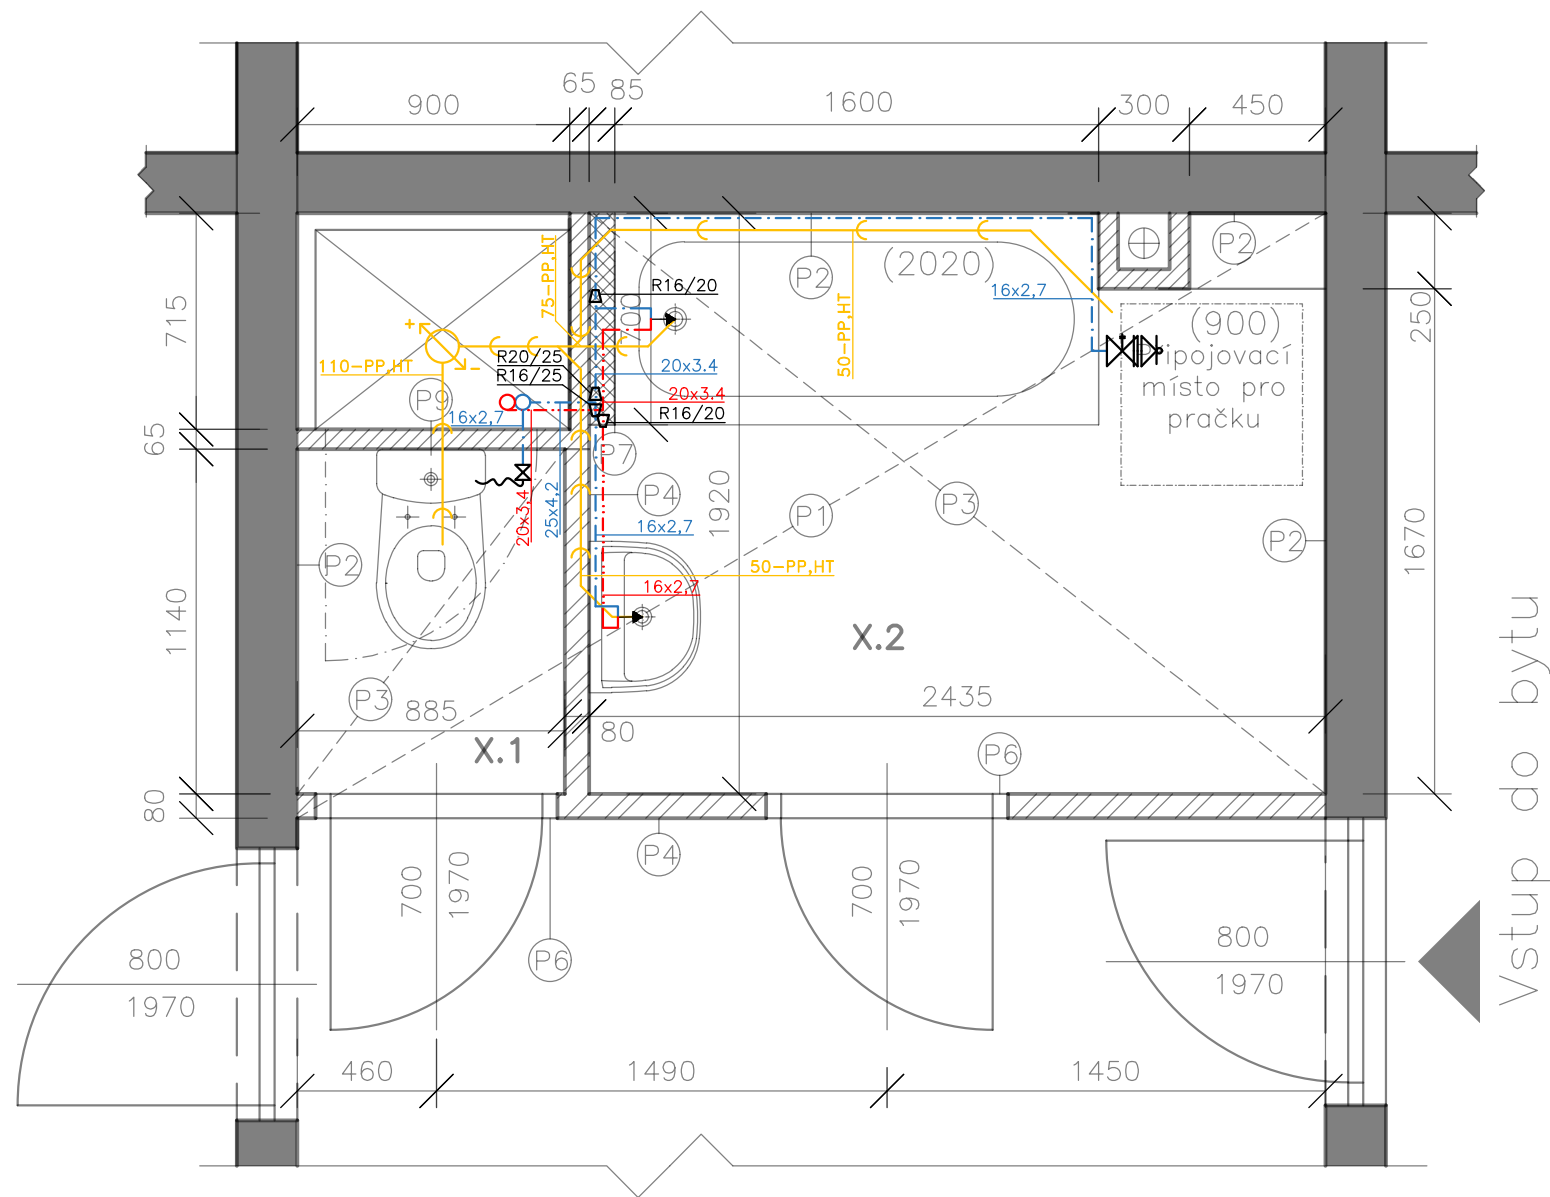 900
65
85
1600
300
450
(2020)
P2
P2
R16/20
700
75-PP,HT
50-PP,HT
16x2,7
250
(900)
místo pro
pračku
715
+
-
110-PP,HT
R20/25
R16/25
20x3.4
20x3.4
R16/20
P9
16x2,7
65
P7
P4
1920
P1
P3
P2
1670
20x3,4
25x4,2
16x2,7
50-PP,HT
16x2,7
P2
1140
X.2
P3
885
2435
80
X.1
P6
80
P4
700
1970
700
1970
P6
800
1970
800
1970
Vstup do bytu
460
1490
1450